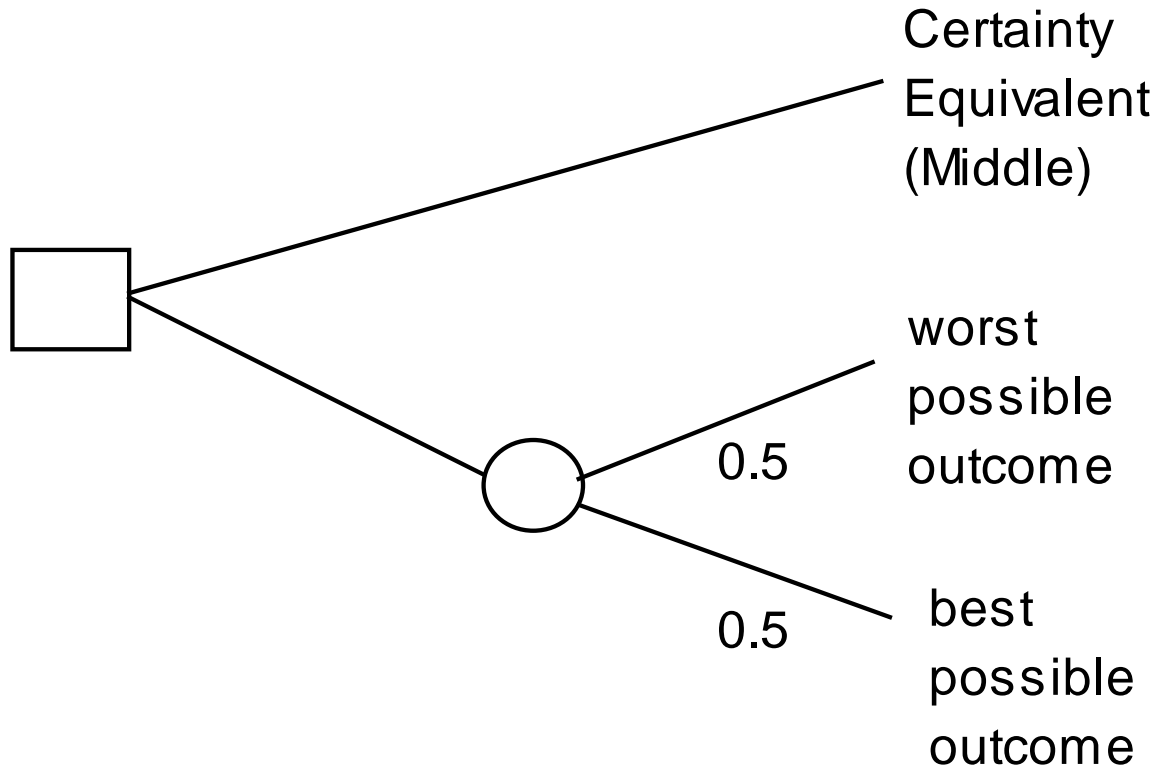 Certainty
Equivalent
(Middle)
worst
possible
outcome
0.5
0.5
best
possible
outcome